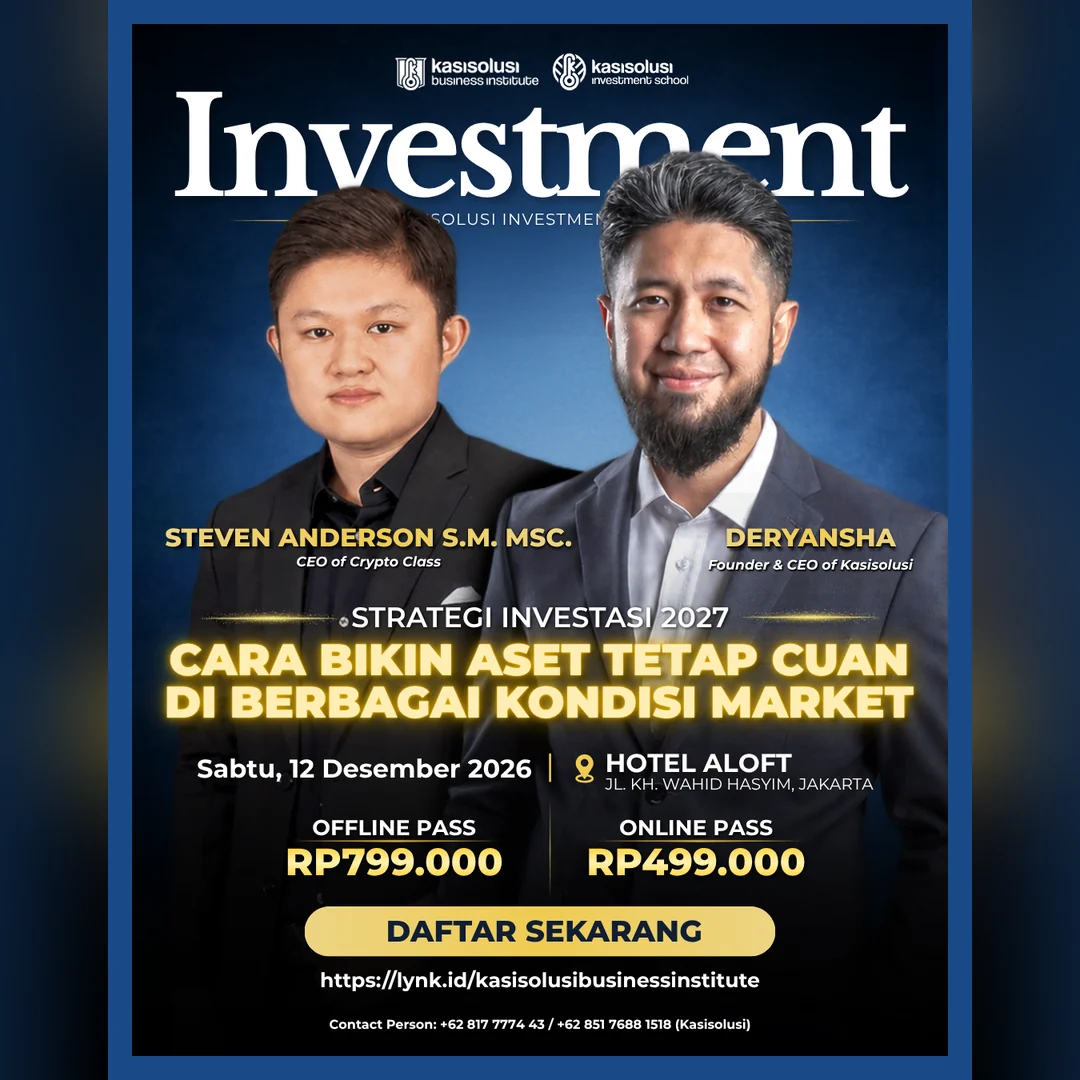 kasisolusi
business institute
kasisolusi
investment school
Investment
SOLUSI INVESTMEN
STEVEN ANDERSON S.M. MSC.
CEO of Crypto Class
DERYANSHA
Founder & CEO of Kasisolusi
STRATEGI INVESTASI 2027
CARA BIKIN ASET TETAP CUAN
DI BERBAGAI KONDISI MARKET
Sabtu, 12 Desember 2026
HOTEL ALOFT
JL. KH. WAHID HASYIM, JAKARTA
OFFLINE PASS
RP799.000
ONLINE PASS
RP499.000
DAFTAR SEKARANG
https://lynk.id/kasisolusibusinessinstitute
Contact Person: +62 817 7774 43 / +62 851 7688 1518 (Kasisolusi)